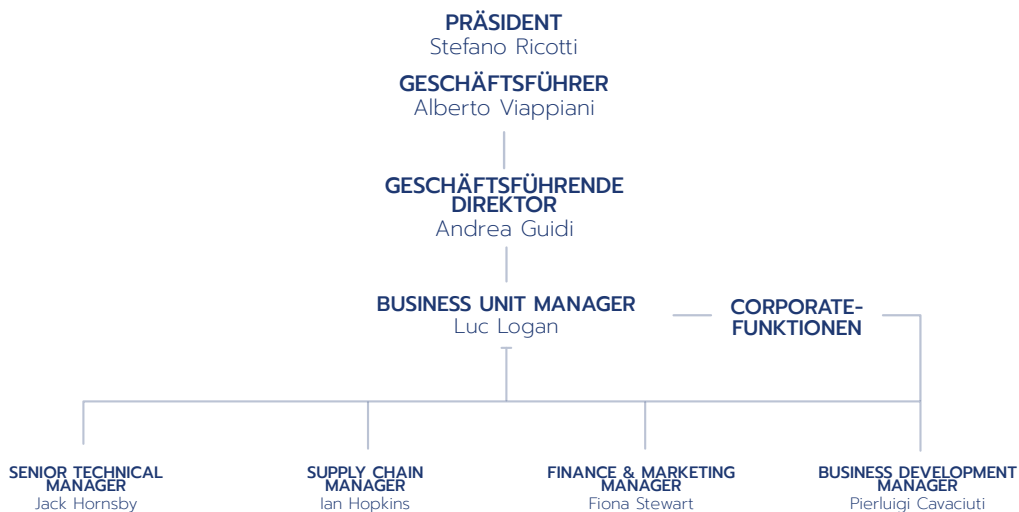 PRÄSIDENT
Stefano Ricotti
GESCHÄFTSFÜHRER
Alberto Viappiani
GESCHÄFTSFÜHRENDE
DIREKTOR
Andrea Guidi
BUSINESS UNIT MANAGER
Luc Logan
CORPORATE-
FUNKTIONEN
SENIOR TECHNICAL
MANAGER
Jack Hornsby
SUPPLY CHAIN
MANAGER
Ian Hopkins
FINANCE & MARKETING
MANAGER
Fiona Stewart
BUSINESS DEVELOPMENT
MANAGER
Pierluigi Cavaciuti